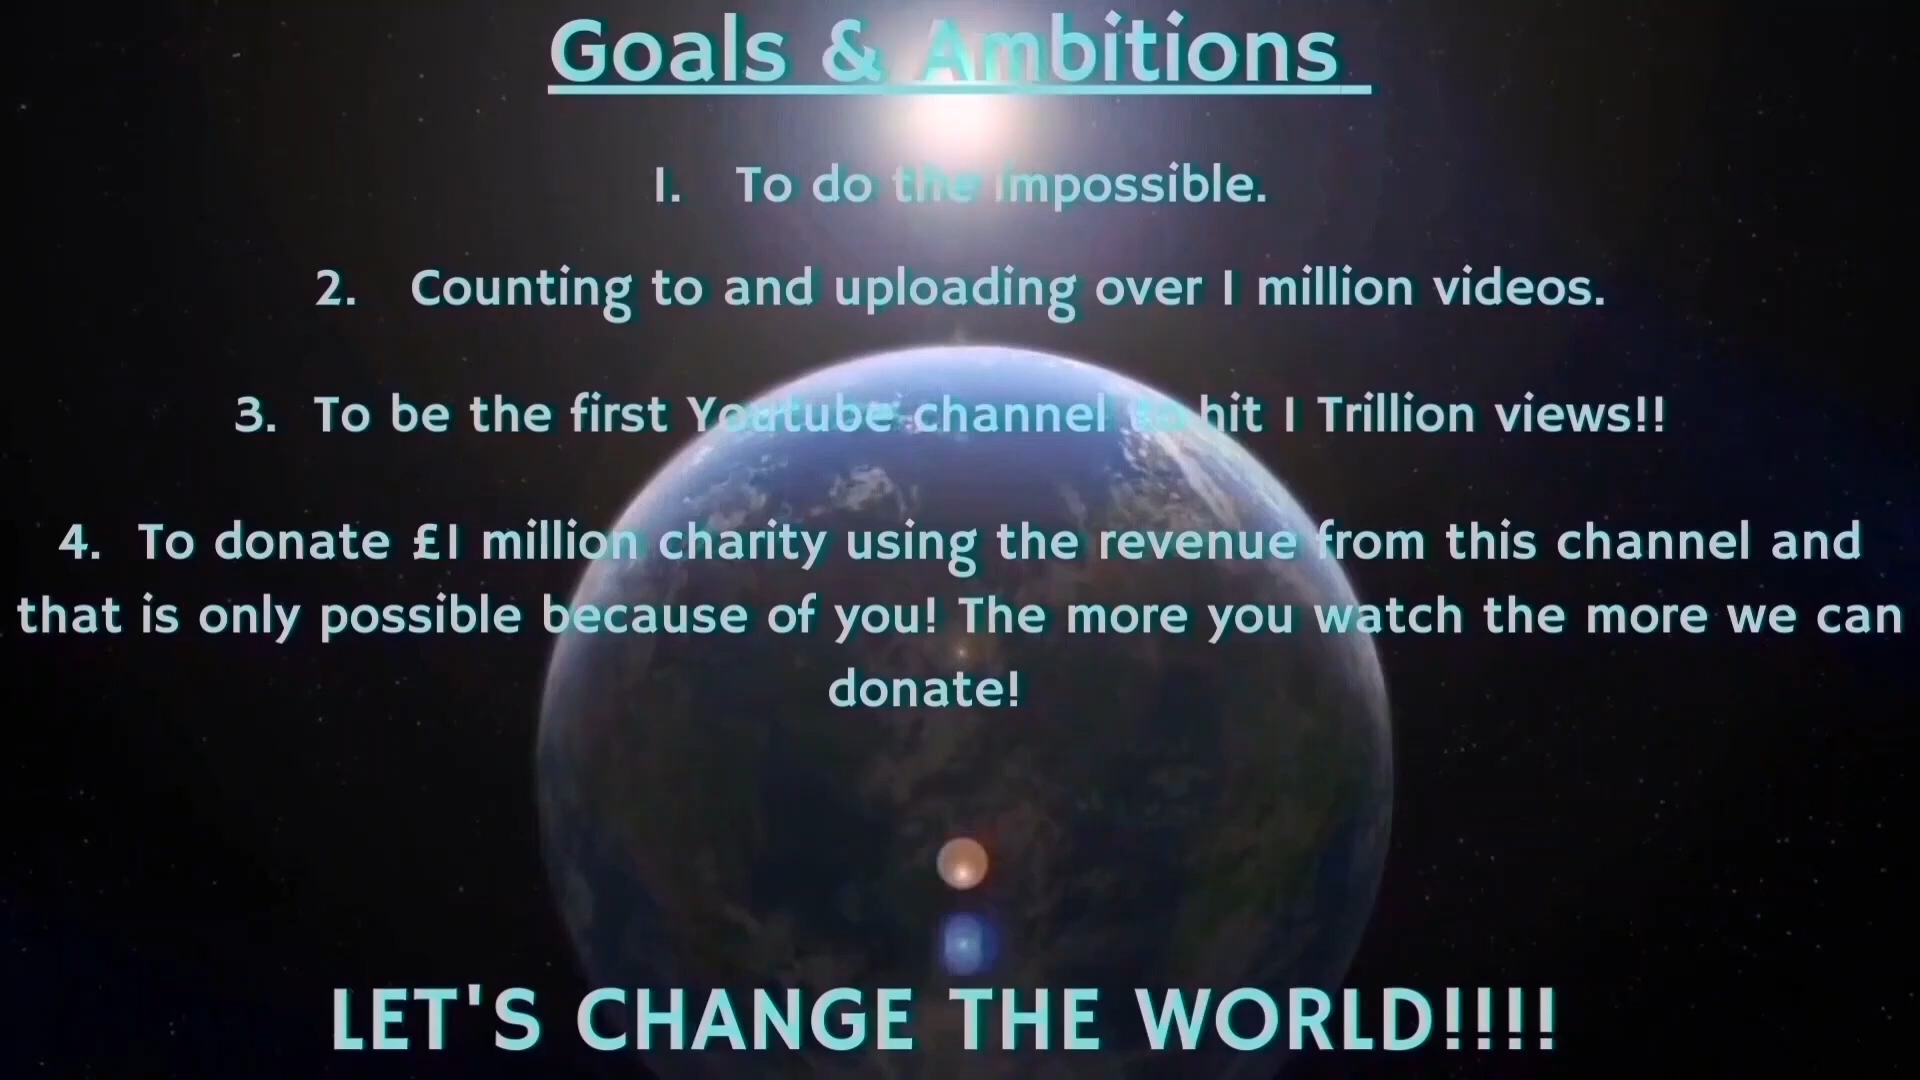 Goals & Ambitions
1. To do the impossible.
2. Counting to and uploading over 1 million videos.
3. To be the first Youtube channel to hit 1 Trillion views!!
4. To donate £1 million charity using the revenue from this channel and
that is only possible because of you! The more you watch the more we can
donate!
LET'S CHANGE THE WORLD!!!!